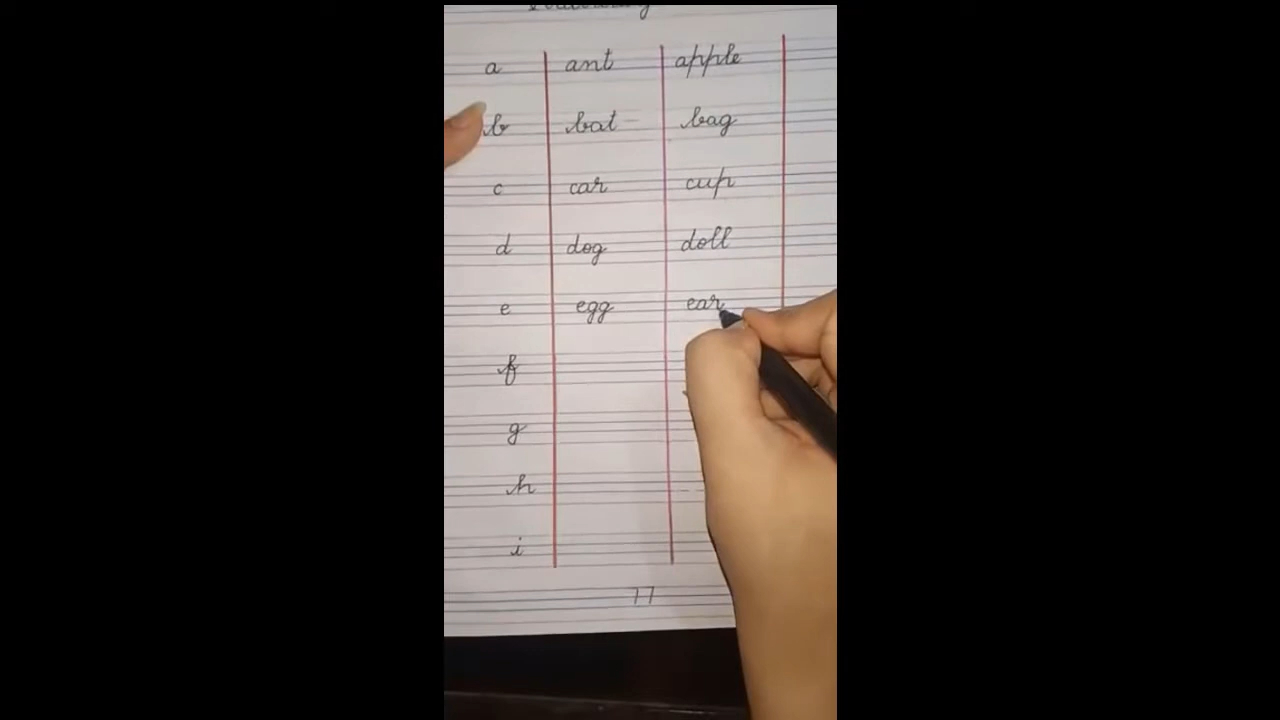 a ant apple
b bat bag
c car cup
d dog doll
e egg ear
f
g
h
i
17